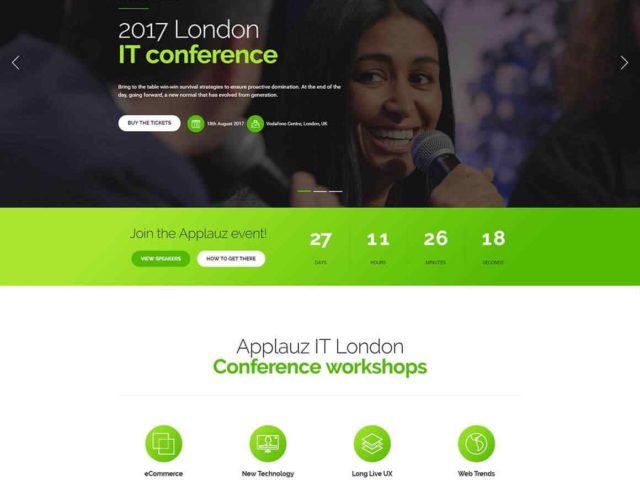 2017 London
IT conference
Bring to the table win-win survival strategies to ensure proactive domination. At the end of the
day, going forward, a new normal that has evolved from generation.
BUY THE TICKETS
18th August 2017
Vodafone Centre, London, UK
Join the Applauz event!
VIEW SPEAKERS
HOW TO GET THERE
27 11 26 18
DAYS HOURS MINUTES SECONDS
Applauz IT London
Conference workshops
eCommerce New Technology Long Live UX Web Trends